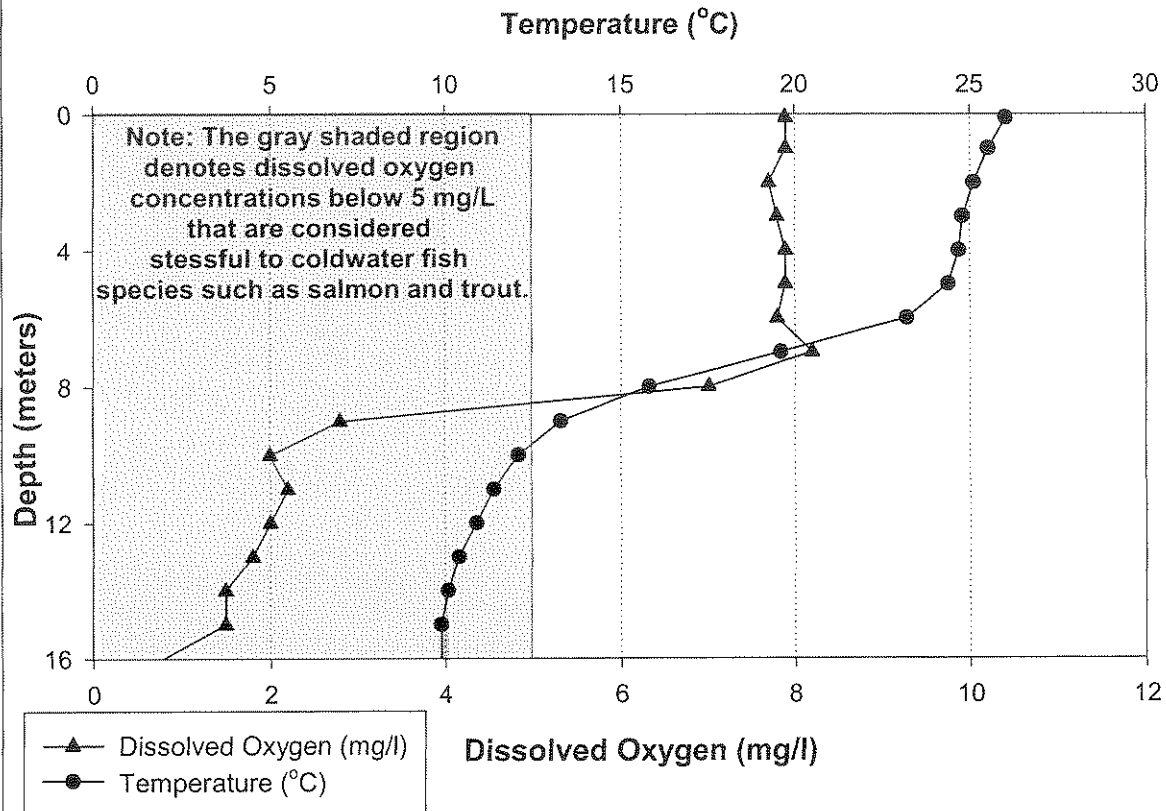 Temperature (°C)
0 5 10 15 20 25 30
Note: The gray shaded region
denotes dissolved oxygen
concentrations below 5 mg/L
that are considered
stessful to coldwater fish
species such as salmon and trout.
Depth (meters)
0
4
8
12
16
0 2 4 6 8 10 12
Dissolved Oxygen (mg/l)
Dissolved Oxygen (mg/l)
Temperature (°C)